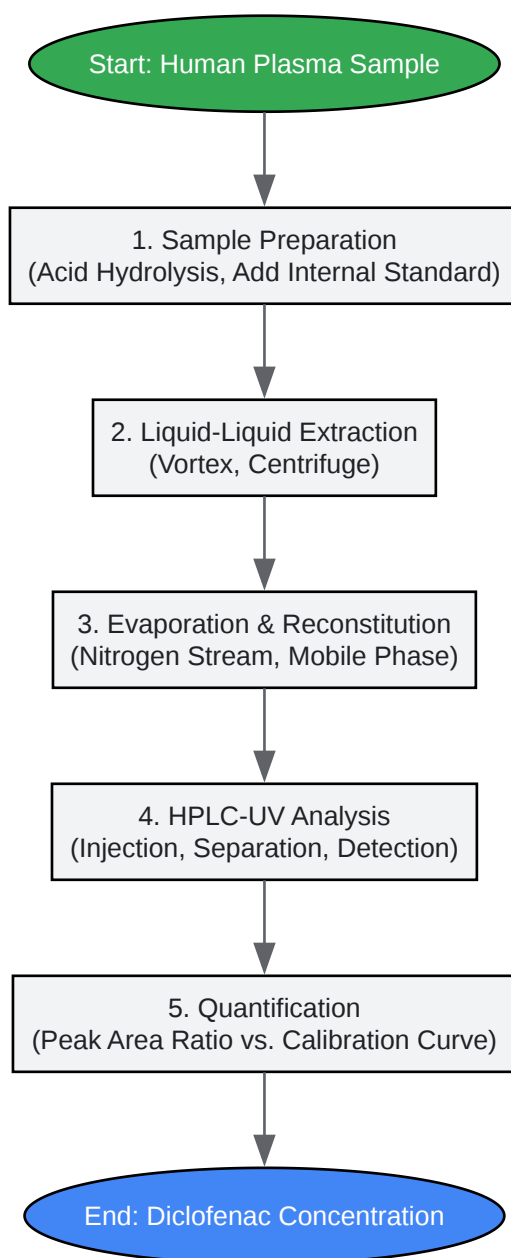 Start: Human Plasma Sample
1. Sample Preparation
(Acid Hydrolysis, Add Internal Standard)
2. Liquid-Liquid Extraction
(Vortex, Centrifuge)
3. Evaporation & Reconstitution
(Nitrogen Stream, Mobile Phase)
4. HPLC-UV Analysis
(Injection, Separation, Detection)
5. Quantification
(Peak Area Ratio vs. Calibration Curve)
End: Diclofenac Concentration